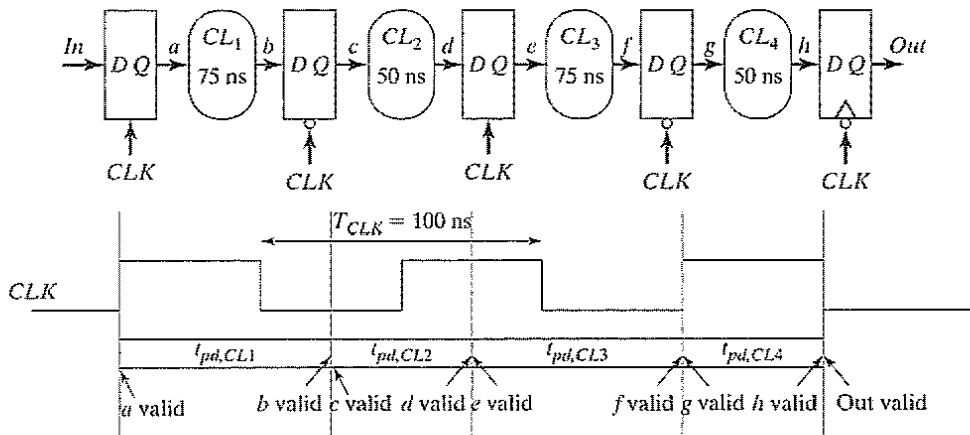 In a CL1 b c CL2 d e CL3 f g CL4 h Out
D Q 75 ns D Q 50 ns D Q 75 ns D Q 50 ns D Q
CLK CLK CLK CLK CLK
TCLK = 100 ns
CLK
tpd,CL1 tpd,CL2 tpd,CL3 tpd,CL4
a valid b valid c valid d valid e valid f valid g valid h valid Out valid